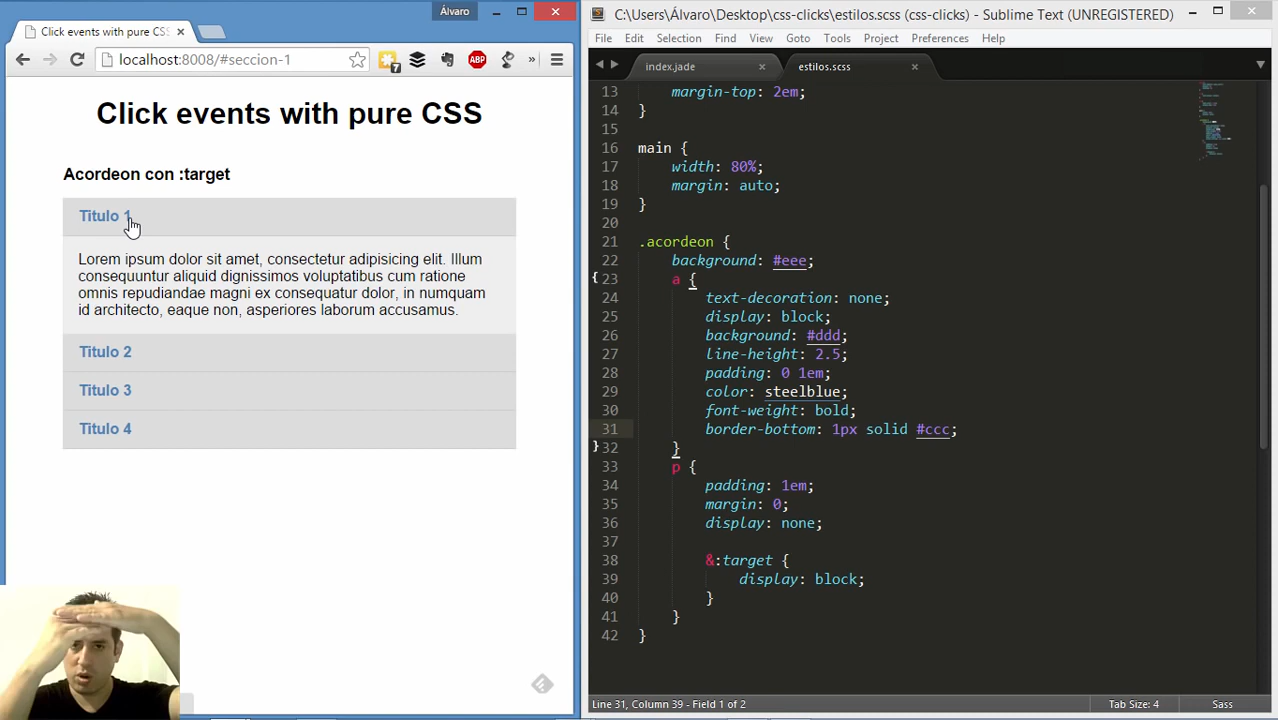 Álvaro
Click events with pure CSS
localhost:8008/#seccion-1
7
ABP
»
Click events with pure CSS
Acordeon con :target
Titulo 1
Lorem ipsum dolor sit amet, consectetur adipisicing elit. Illum
consequuntur aliquid dignissimos voluptatibus cum ratione
omnis repudiandae magni ex consequatur dolor, in numquam
id architecto, eaque non, asperiores laborum accusamus.
Titulo 2
Titulo 3
Titulo 4
C:\Users\Álvaro\Desktop\css-clicks\estilos.scss (css-clicks) - Sublime Text (UNREGISTERED)
File Edit Selection Find View Goto Tools Project Preferences Help
index.jade estilos.scss
13 margin-top: 2em;
14 }
15
16 main {
17 width: 80%;
18 margin: auto;
19 }
20
21 .acordeon {
22 background: #eee;
23 a {
24 text-decoration: none;
25 display: block;
26 background: #ddd;
27 line-height: 2.5;
28 padding: 0 1em;
29 color: steelblue;
30 font-weight: bold;
31 border-bottom: 1px solid #ccc;
32 }
33 p {
34 padding: 1em;
35 margin: 0;
36 display: none;
37
38 &:target {
39 display: block;
40 }
41 }
42 }
Line 31, Column 39 - Field 1 of 2 Tab Size: 4 Sass